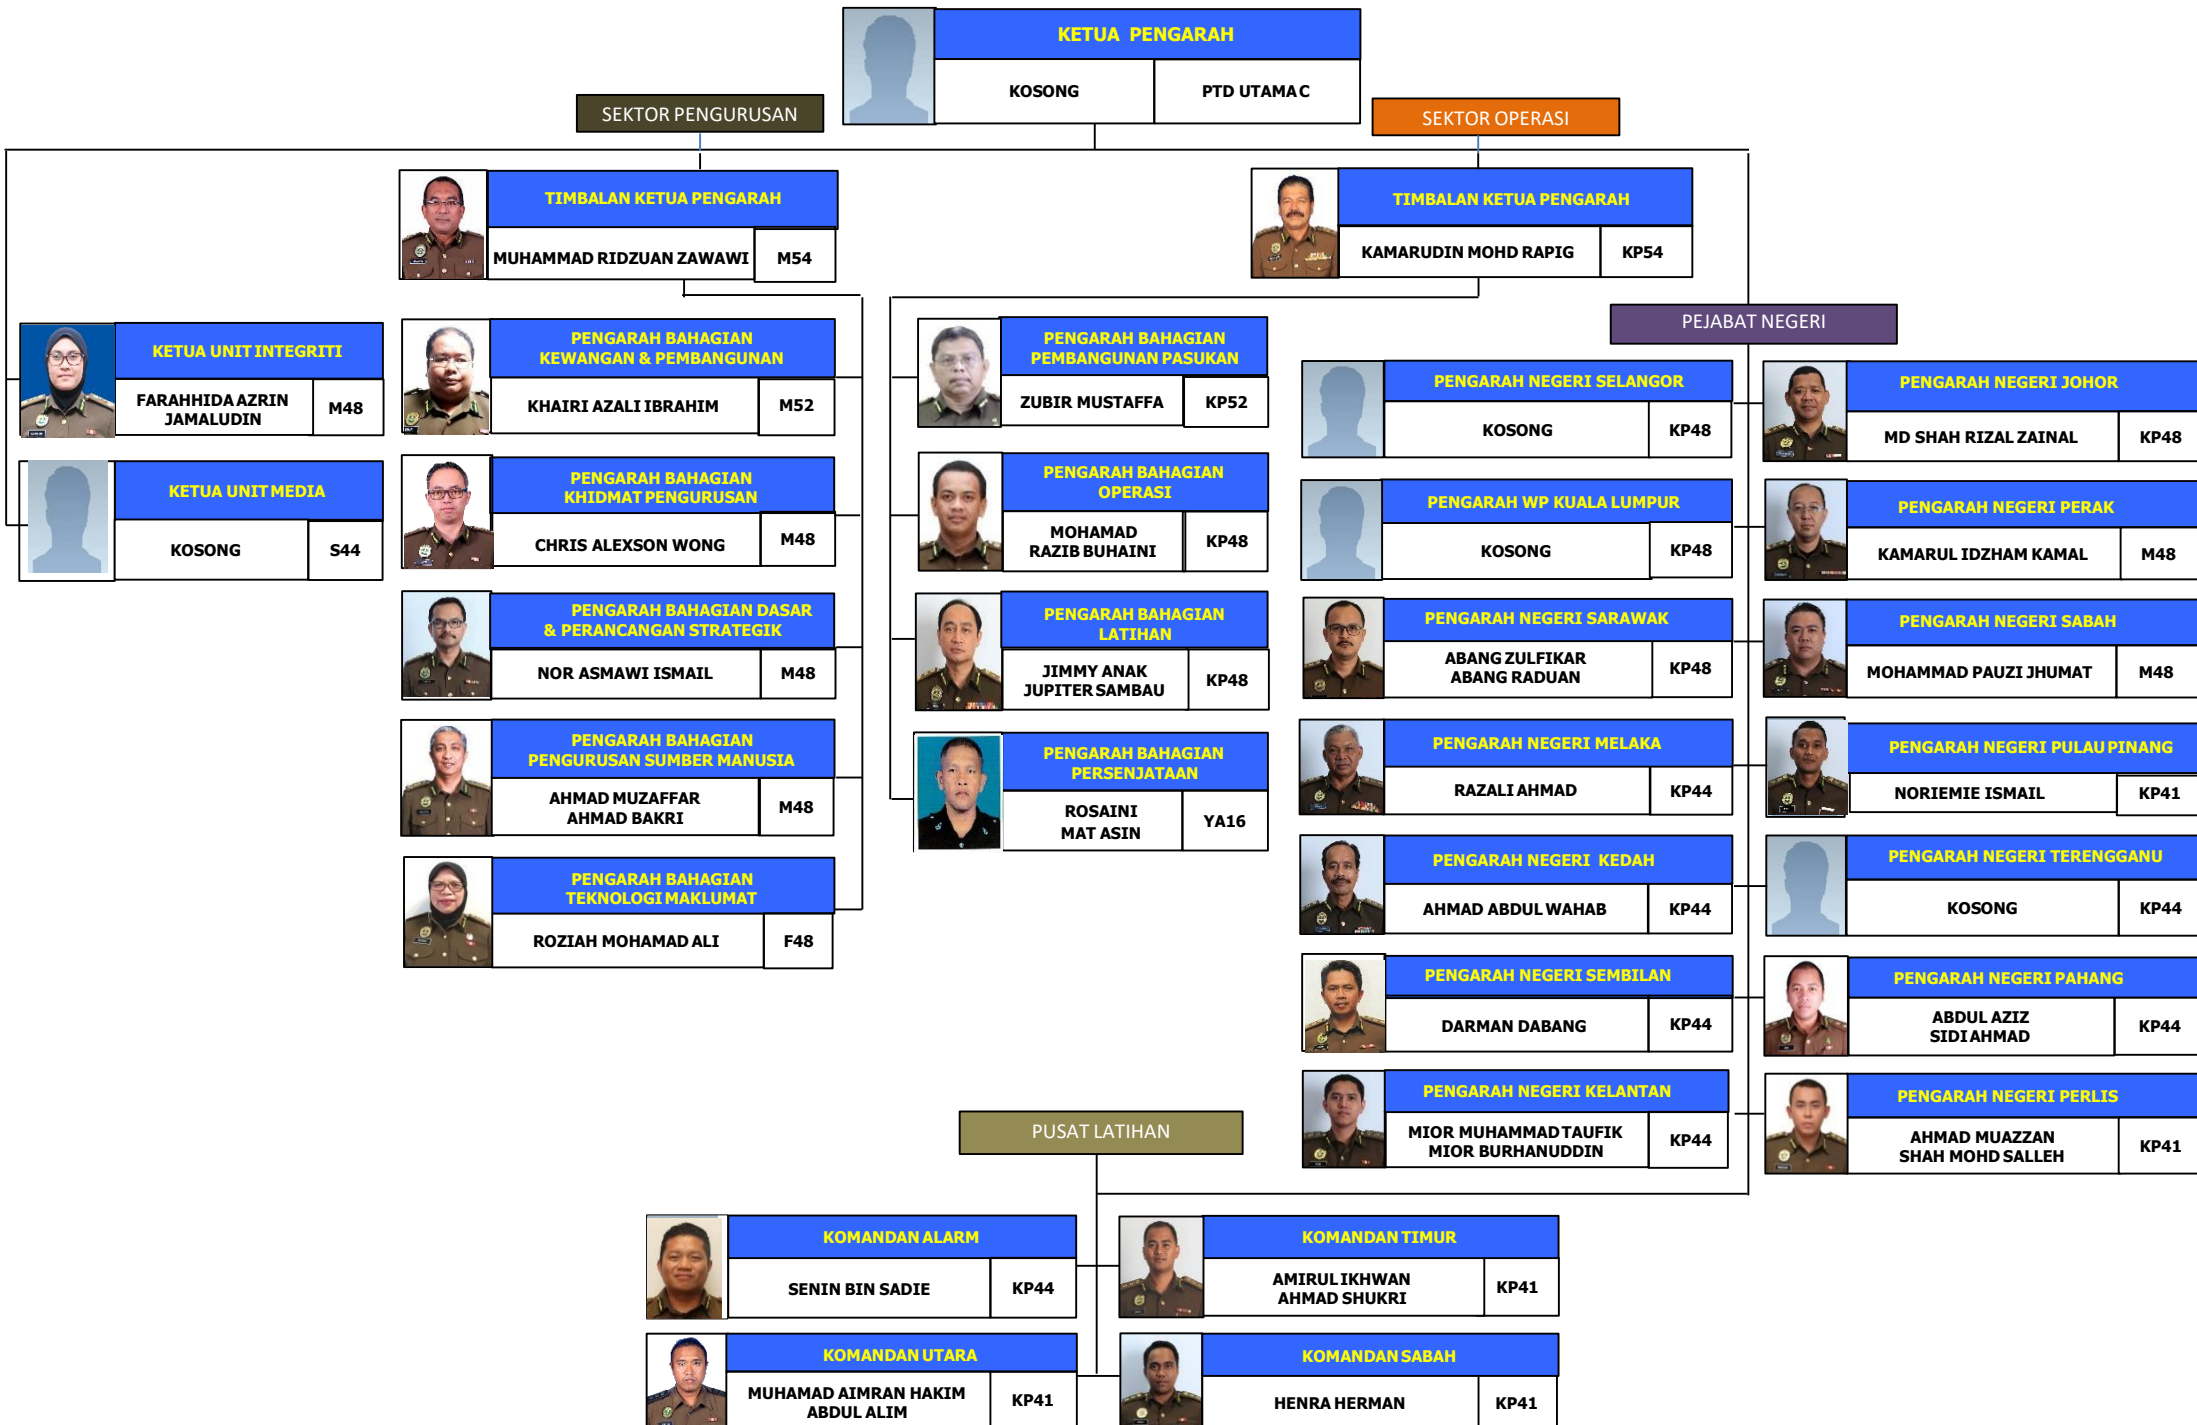 KETUA PENGARAH
KOSONG
PTD UTAMA C
SEKTOR PENGURUSAN
SEKTOR OPERASI
TIMBALAN KETUA PENGARAH
MUHAMMAD RIDZUAN ZAWAWI
M54
TIMBALAN KETUA PENGARAH
KAMARUDIN MOHD RAPIG
KP54
KETUA UNIT INTEGRITI
FARAHHIDA AZRIN
JAMALUDIN
M48
KETUA UNIT MEDIA
KOSONG
S44
PENGARAH BAHAGIAN
KEWANGAN & PEMBANGUNAN
KHAIRI AZALI IBRAHIM
M52
PENGARAH BAHAGIAN
KHIDMAT PENGURUSAN
CHRIS ALEXSON WONG
M48
PENGARAH BAHAGIAN DASAR
& PERANCANGAN STRATEGIK
NOR ASMAWI ISMAIL
M48
PENGARAH BAHAGIAN
PENGURUSAN SUMBER MANUSIA
AHMAD MUZAFFAR
AHMAD BAKRI
M48
PENGARAH BAHAGIAN
TEKNOLOGI MAKLUMAT
ROZIAH MOHAMAD ALI
F48
PENGARAH BAHAGIAN
PEMBANGUNAN PASUKAN
ZUBIR MUSTAFFA
KP52
PENGARAH BAHAGIAN
OPERASI
MOHAMAD
RAZIB BUHAINI
KP48
PENGARAH BAHAGIAN
LATIHAN
JIMMY ANAK
JUPITER SAMBAU
KP48
PENGARAH BAHAGIAN
PERSENJATAAN
ROSAINI
MAT ASIN
YA16
PEJABAT NEGERI
PENGARAH NEGERI SELANGOR
KOSONG
KP48
PENGARAH NEGERI JOHOR
MD SHAH RIZAL ZAINAL
KP48
PENGARAH WP KUALA LUMPUR
KOSONG
KP48
PENGARAH NEGERI PERAK
KAMARUL IDZHAM KAMAL
M48
PENGARAH NEGERI SARAWAK
ABANG ZULFIKAR
ABANG RADUAN
KP48
PENGARAH NEGERI SABAH
MOHAMMAD PAUZI JHUMAT
M48
PENGARAH NEGERI MELAKA
RAZALI AHMAD
KP44
PENGARAH NEGERI PULAU PINANG
NORIEMIE ISMAIL
KP41
PENGARAH NEGERI KEDAH
AHMAD ABDUL WAHAB
KP44
PENGARAH NEGERI TERENGGANU
KOSONG
KP44
PENGARAH NEGERI SEMBILAN
DARMAN DABANG
KP44
PENGARAH NEGERI PAHANG
ABDUL AZIZ
SIDI AHMAD
KP44
PENGARAH NEGERI KELANTAN
MIOR MUHAMMAD TAUFIK
MIOR BURHANUDDIN
KP44
PENGARAH NEGERI PERLIS
AHMAD MUAZZAN
SHAH MOHD SALLEH
KP41
PUSAT LATIHAN
KOMANDAN ALARM
SENIN BIN SADIE
KP44
KOMANDAN TIMUR
AMIRUL IKHWAN
AHMAD SHUKRI
KP41
KOMANDAN UTARA
MUHAMAD AIMRAN HAKIM
ABDUL ALIM
KP41
KOMANDAN SABAH
HENRA HERMAN
KP41